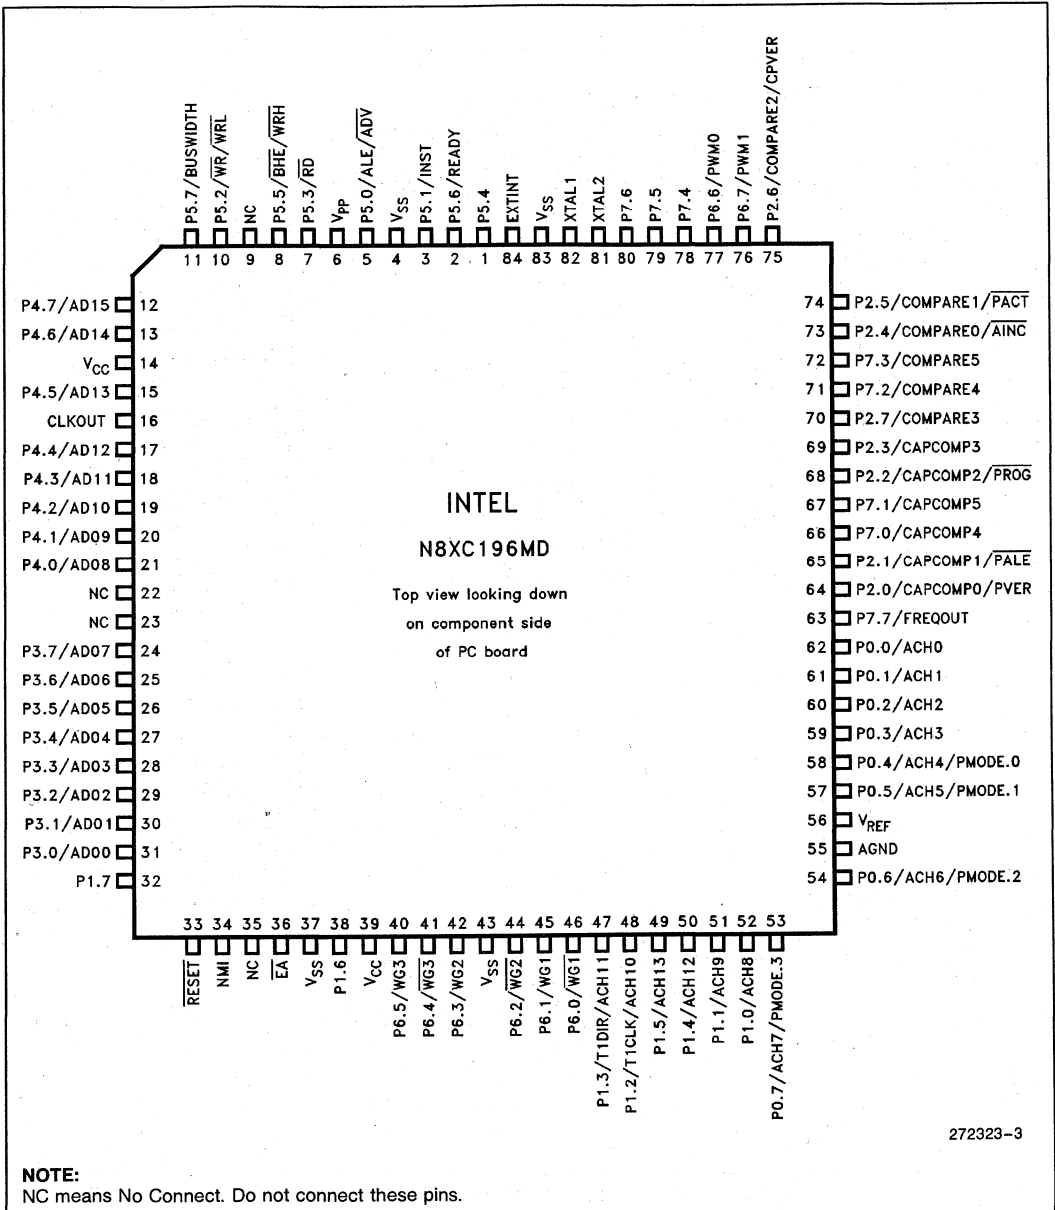 P5.7/BUSWIDTH
P5.2/WR/WRL
NC
P5.5/BHE/WRH
P5.3/RD
VPP
P5.0/ALE/ADV
VSS
P5.1/INST
P5.6/READY
P5.4
EXTINT
VSS
XTAL1
XTAL2
P7.6
P7.5
P7.4
P6.6/PWM0
P6.7/PWM1
P2.6/COMPARE2/CPVER
11 10 9 8 7 6 5 4 3 2 1 84 83 82 81 80 79 78 77 76 75
P4.7/AD15 12
P4.6/AD14 13
VCC 14
P4.5/AD13 15
CLKOUT 16
P4.4/AD12 17
P4.3/AD11 18
P4.2/AD10 19
P4.1/AD09 20
P4.0/AD08 21
NC 22
NC 23
P3.7/AD07 24
P3.6/AD06 25
P3.5/AD05 26
P3.4/AD04 27
P3.3/AD03 28
P3.2/AD02 29
P3.1/AD01 30
P3.0/AD00 31
P1.7 32
INTEL
N8XC196MD
Top view looking down
on component side
of PC board
74 P2.5/COMPARE1/PACT
73 P2.4/COMPARE0/AINC
72 P7.3/COMPARE5
71 P7.2/COMPARE4
70 P2.7/COMPARE3
69 P2.3/CAPCOMP3
68 P2.2/CAPCOMP2/PROG
67 P7.1/CAPCOMP5
66 P7.0/CAPCOMP4
65 P2.1/CAPCOMP1/PALE
64 P2.0/CAPCOMP0/PVER
63 P7.7/FREQOUT
62 P0.0/ACH0
61 P0.1/ACH1
60 P0.2/ACH2
59 P0.3/ACH3
58 P0.4/ACH4/PMODE.0
57 P0.5/ACH5/PMODE.1
56 VREF
55 AGND
54 P0.6/ACH6/PMODE.2
33 34 35 36 37 38 39 40 41 42 43 44 45 46 47 48 49 50 51 52 53
RESET
NMI
NC
EA
VSS
P1.6
VCC
P6.5/WG3
P6.4/WG3
P6.3/WG2
VSS
P6.2/WG2
P6.1/WG1
P6.0/WG1
P1.3/T1DIR/ACH11
P1.2/T1CLK/ACH10
P1.5/ACH13
P1.4/ACH12
P1.1/ACH9
P1.0/ACH8
P0.7/ACH7/PMODE.3
272323-3
NOTE:
NC means No Connect. Do not connect these pins.